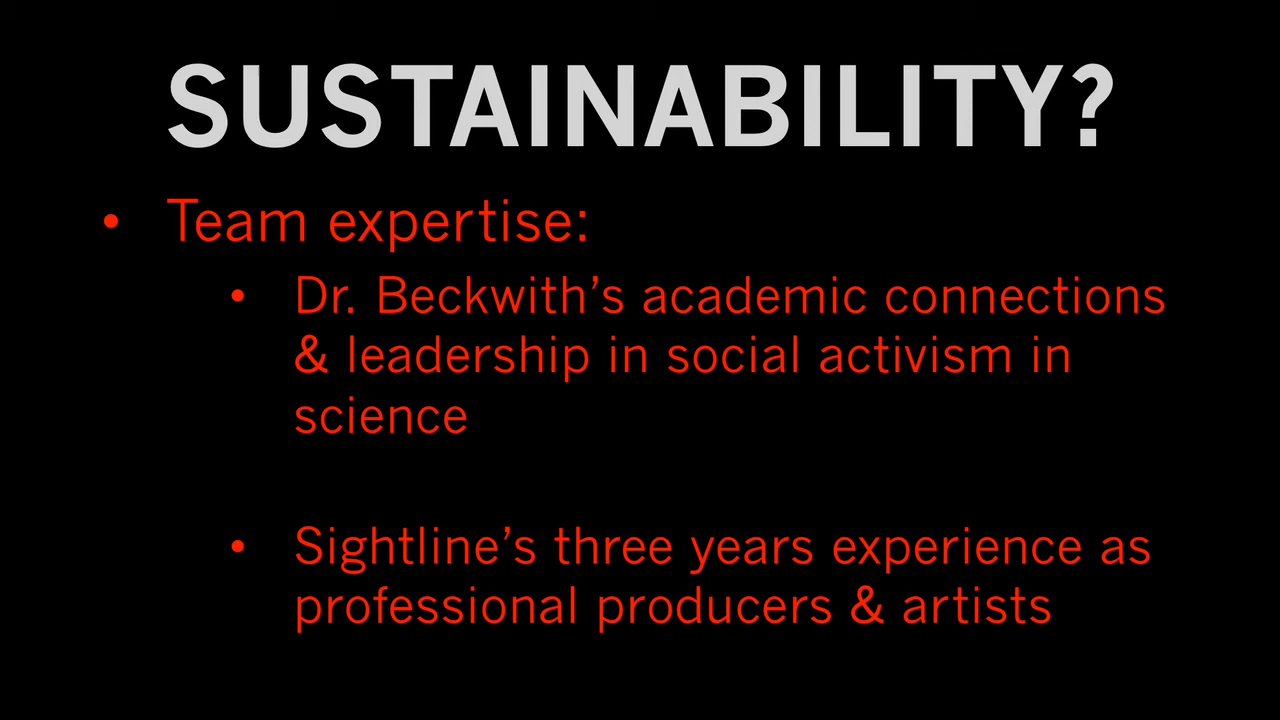 SUSTAINABILITY?
• Team expertise:
• Dr. Beckwith’s academic connections
& leadership in social activism in
science
• Sightline’s three years experience as
professional producers & artists